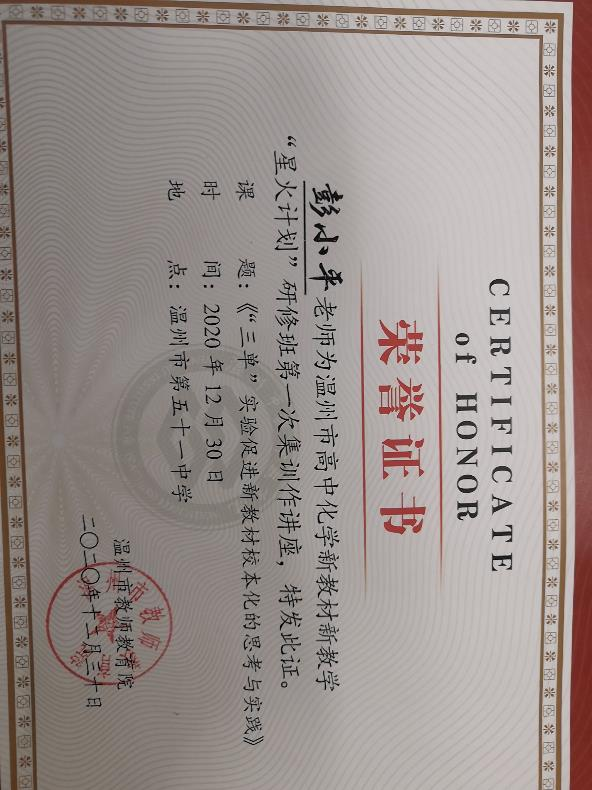 CERTIFICATE
of HONOR
荣誉证书
彭小平老师为温州市高中化学新教材新教学
“星火计划”研修班第一次集训作讲座，特发此证。
课 题：《“三单”实验促进新教材校本化的思考与实践》
时 间：2020年12月30日
地 点：温州市第五十一中学
温州市教师教育院
二〇二〇年十二月三十日